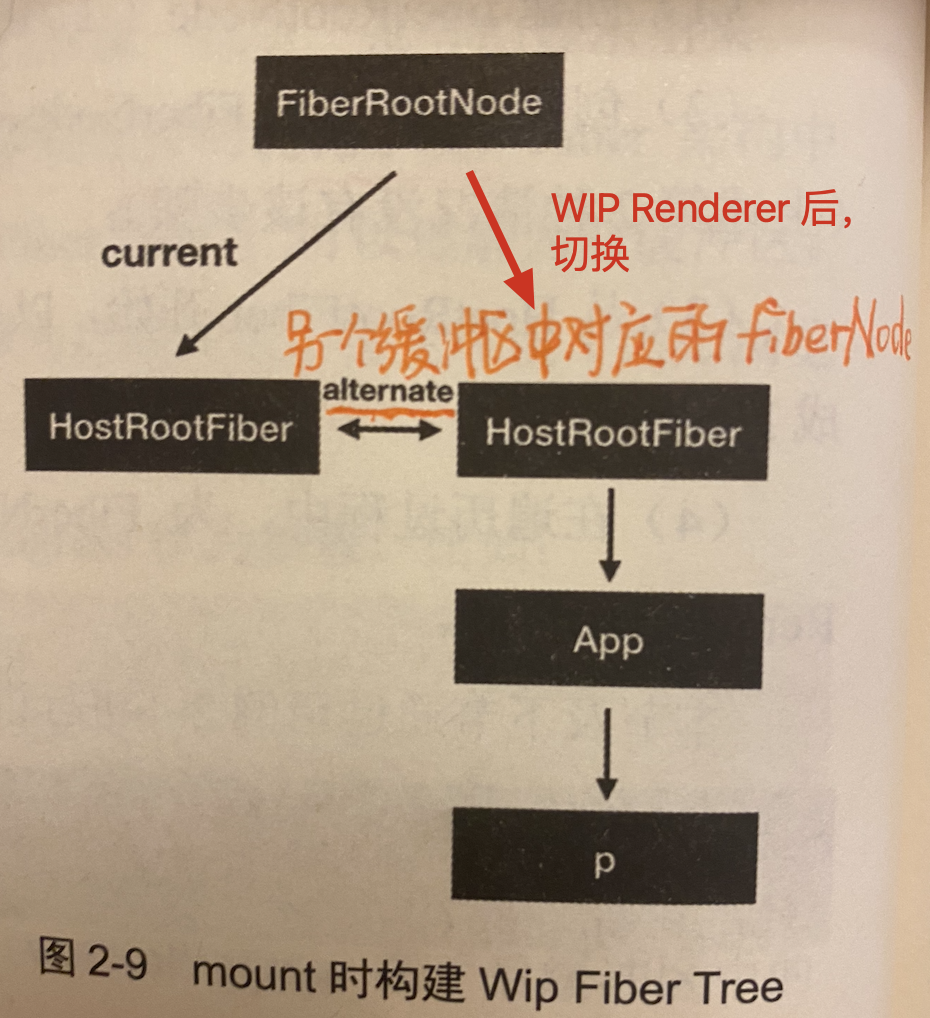 FiberRootNode
WIP Renderer 后，
切换
current
另一个缓冲区中对应的 fiberNode
alternate
HostRootFiber
HostRootFiber
App
p
图 2-9 mount 时构建 Wip Fiber Tree